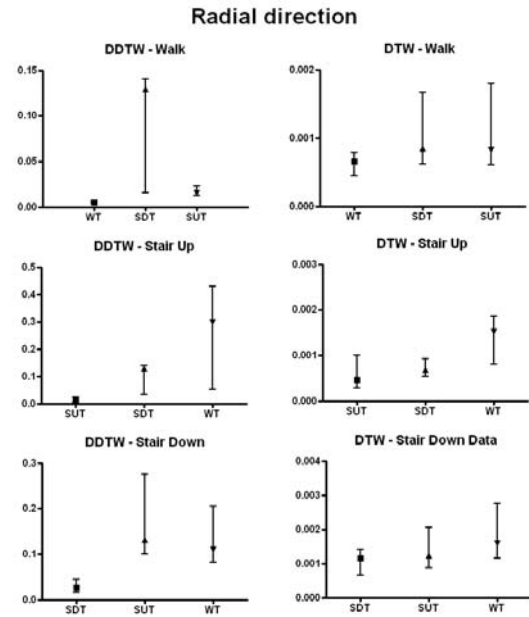 Radial direction
DDTW - Walk
0.15
0.10
0.05
0.00
WT SDT SUT
DTW - Walk
0.002
0.001
0.000
WT SDT SUT
DDTW - Stair Up
0.5
0.4
0.3
0.2
0.1
0.0
SUT SDT WT
DTW - Stair Up
0.003
0.002
0.001
0.000
SUT SDT WT
DDTW - Stair Down
0.3
0.2
0.1
0.0
SDT SUT WT
DTW - Stair Down Data
0.004
0.003
0.002
0.001
0.000
SDT SUT WT